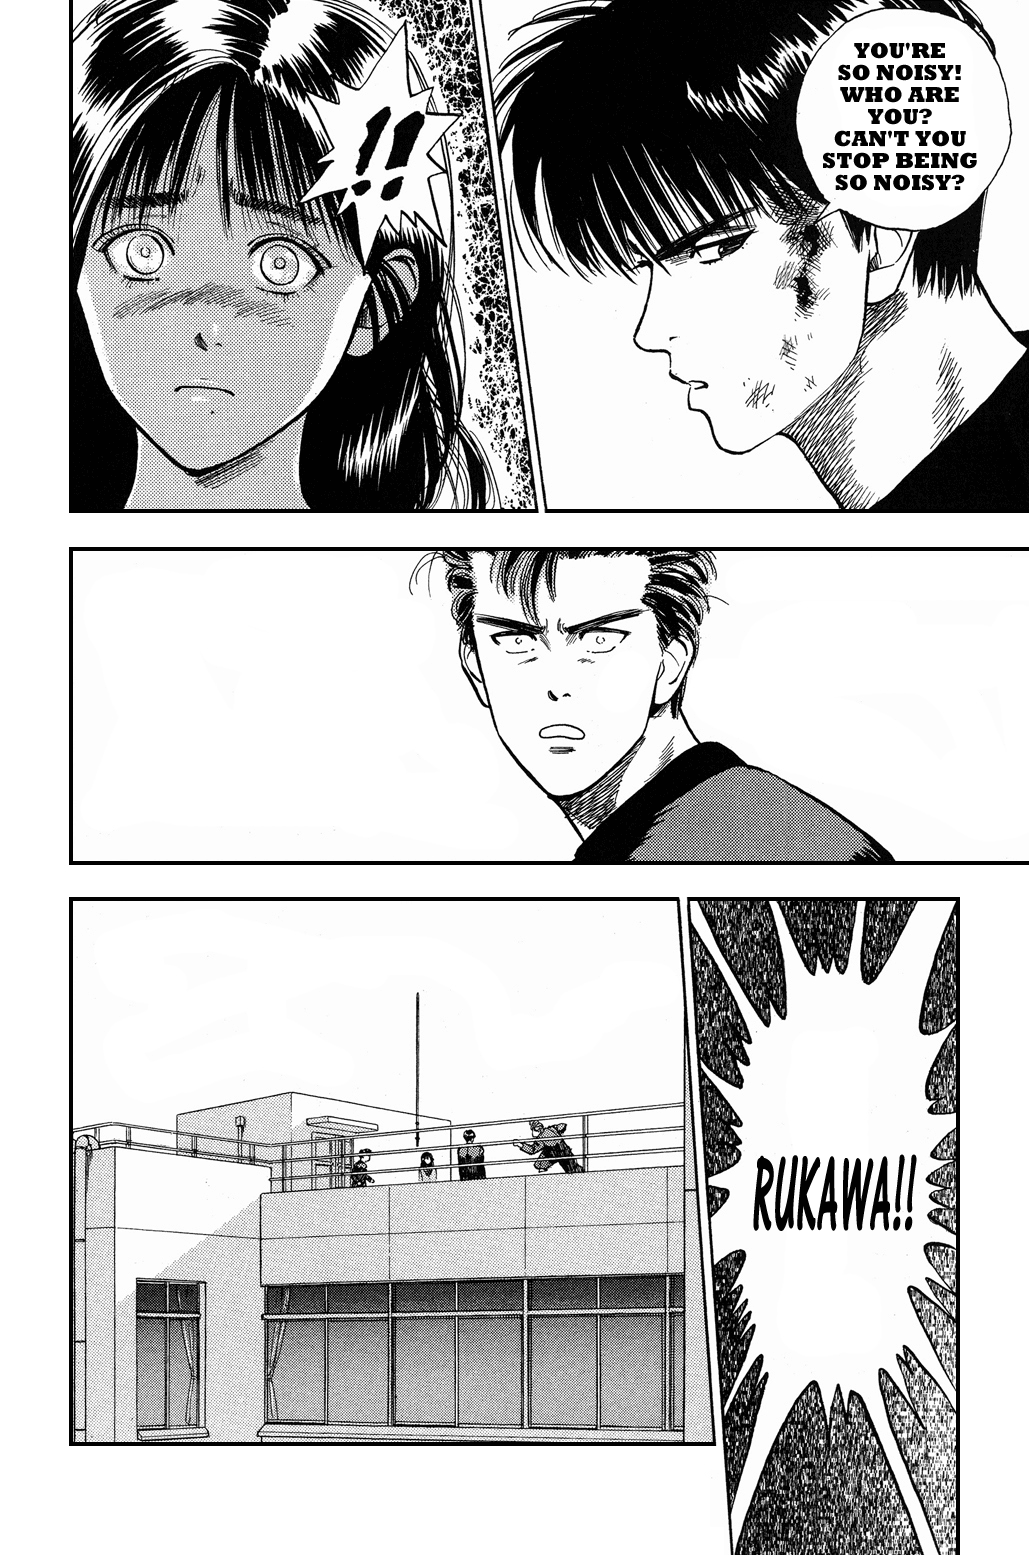 YOU'RE
SO NOISY!
WHO ARE
YOU?
CAN'T YOU
STOP BEING
SO NOISY?
!!
RUKAWA!!